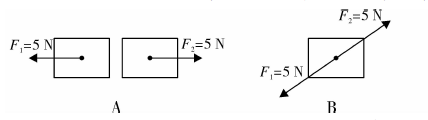 F₂=5 N
F₁=5 N F₂=5 N
F₁=5 N
A B